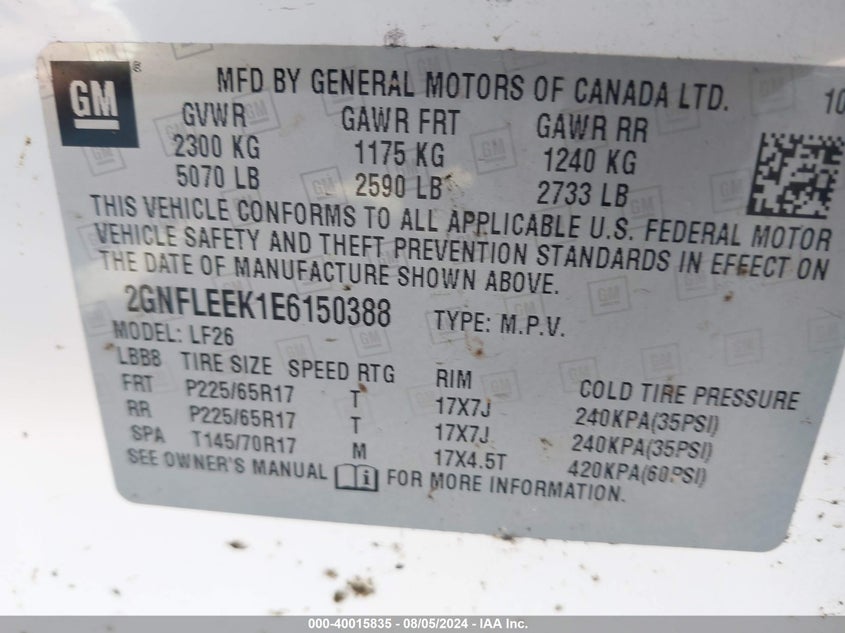 GM ®
MFD BY GENERAL MOTORS OF CANADA LTD. 10
GVWR GAWR FRT GAWR RR
2300 KG 1175 KG 1240 KG
5070 LB 2590 LB 2733 LB
THIS VEHICLE CONFORMS TO ALL APPLICABLE U.S. FEDERAL MOTOR
VEHICLE SAFETY AND THEFT PREVENTION STANDARDS IN EFFECT ON
THE DATE OF MANUFACTURE SHOWN ABOVE.
2GNFLEEK1E6150388 TYPE: M.P.V.
MODEL: LF26
LBB8 TIRE SIZE SPEED RTG RIM COLD TIRE PRESSURE
FRT P225/65R17 T 17X7J 240KPA(35PSI)
RR P225/65R17 T 17X7J 240KPA(35PSI)
SPA T145/70R17 M 17X4.5T 420KPA(60PSI)
SEE OWNER'S MANUAL FOR MORE INFORMATION.
000-40015835 - 08/05/2024 - IAA Inc.